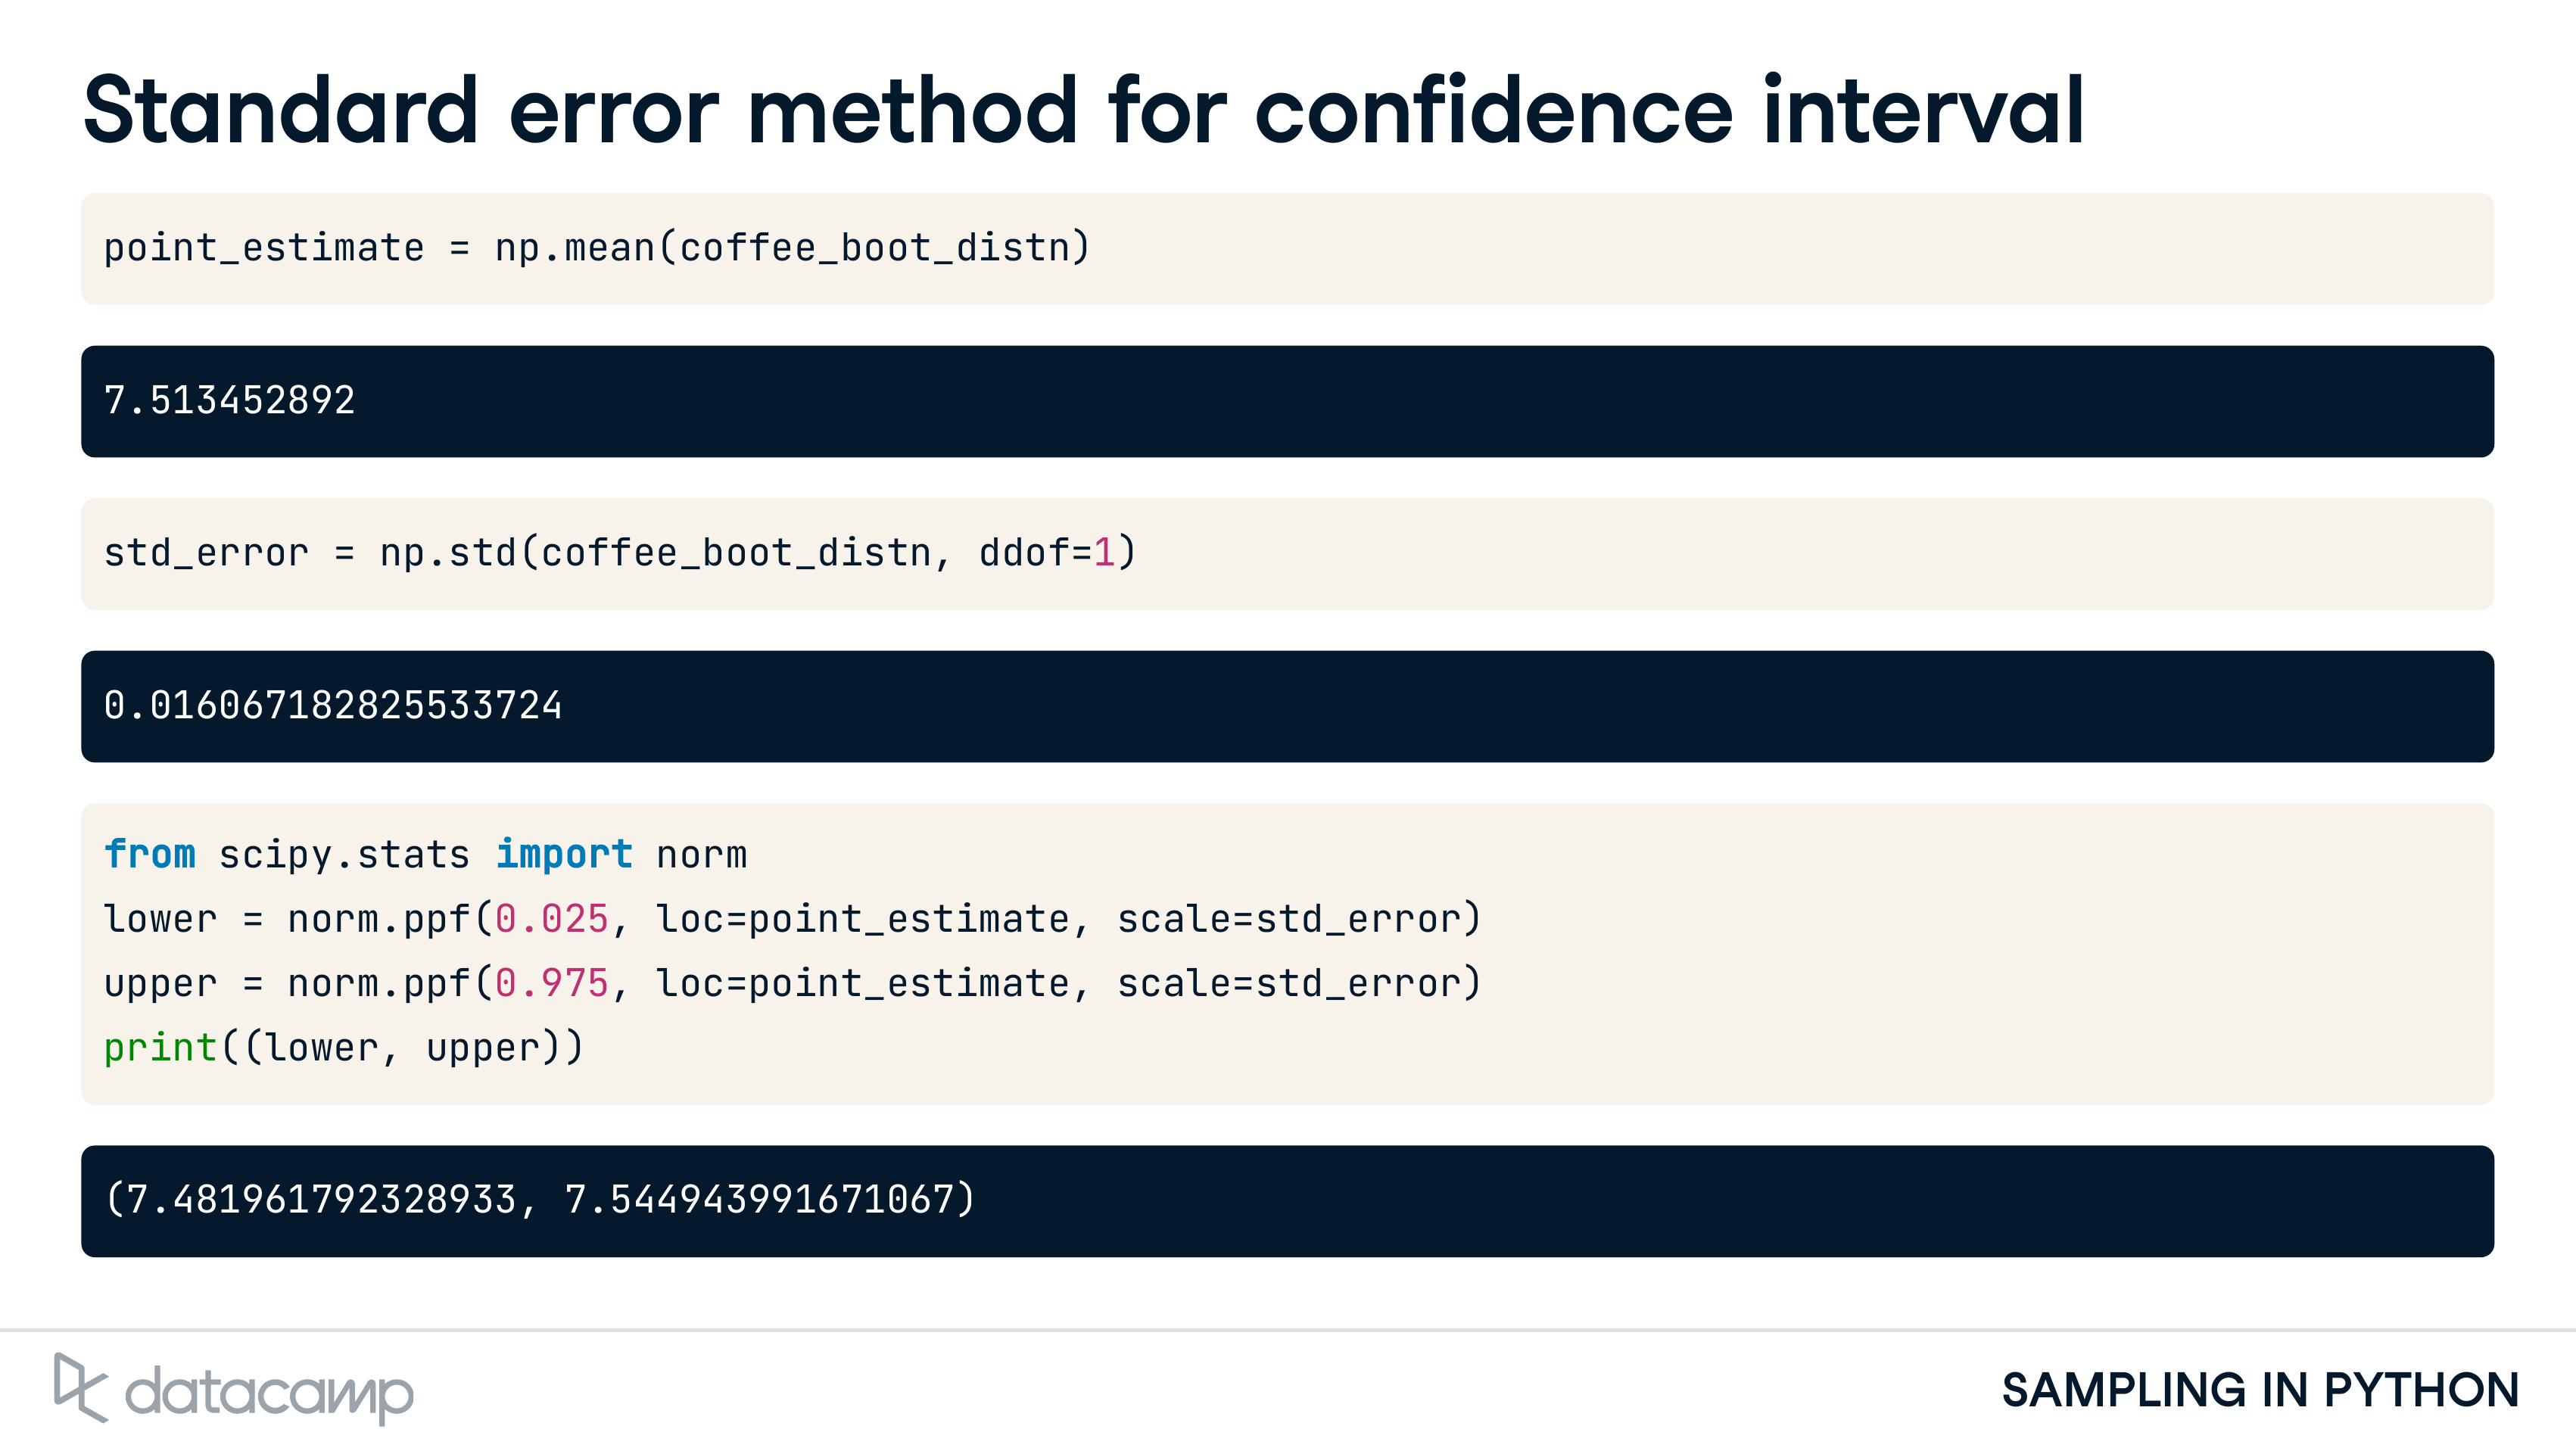 Standard error method for confidence interval
point_estimate = np.mean(coffee_boot_distn)
7.513452892
std_error = np.std(coffee_boot_distn, ddof=1)
0.016067182825533724
from scipy.stats import norm
lower = norm.ppf(0.025, loc=point_estimate, scale=std_error)
upper = norm.ppf(0.975, loc=point_estimate, scale=std_error)
print((lower, upper))
(7.481961792328933, 7.544943991671067)
datacamp
SAMPLING IN PYTHON